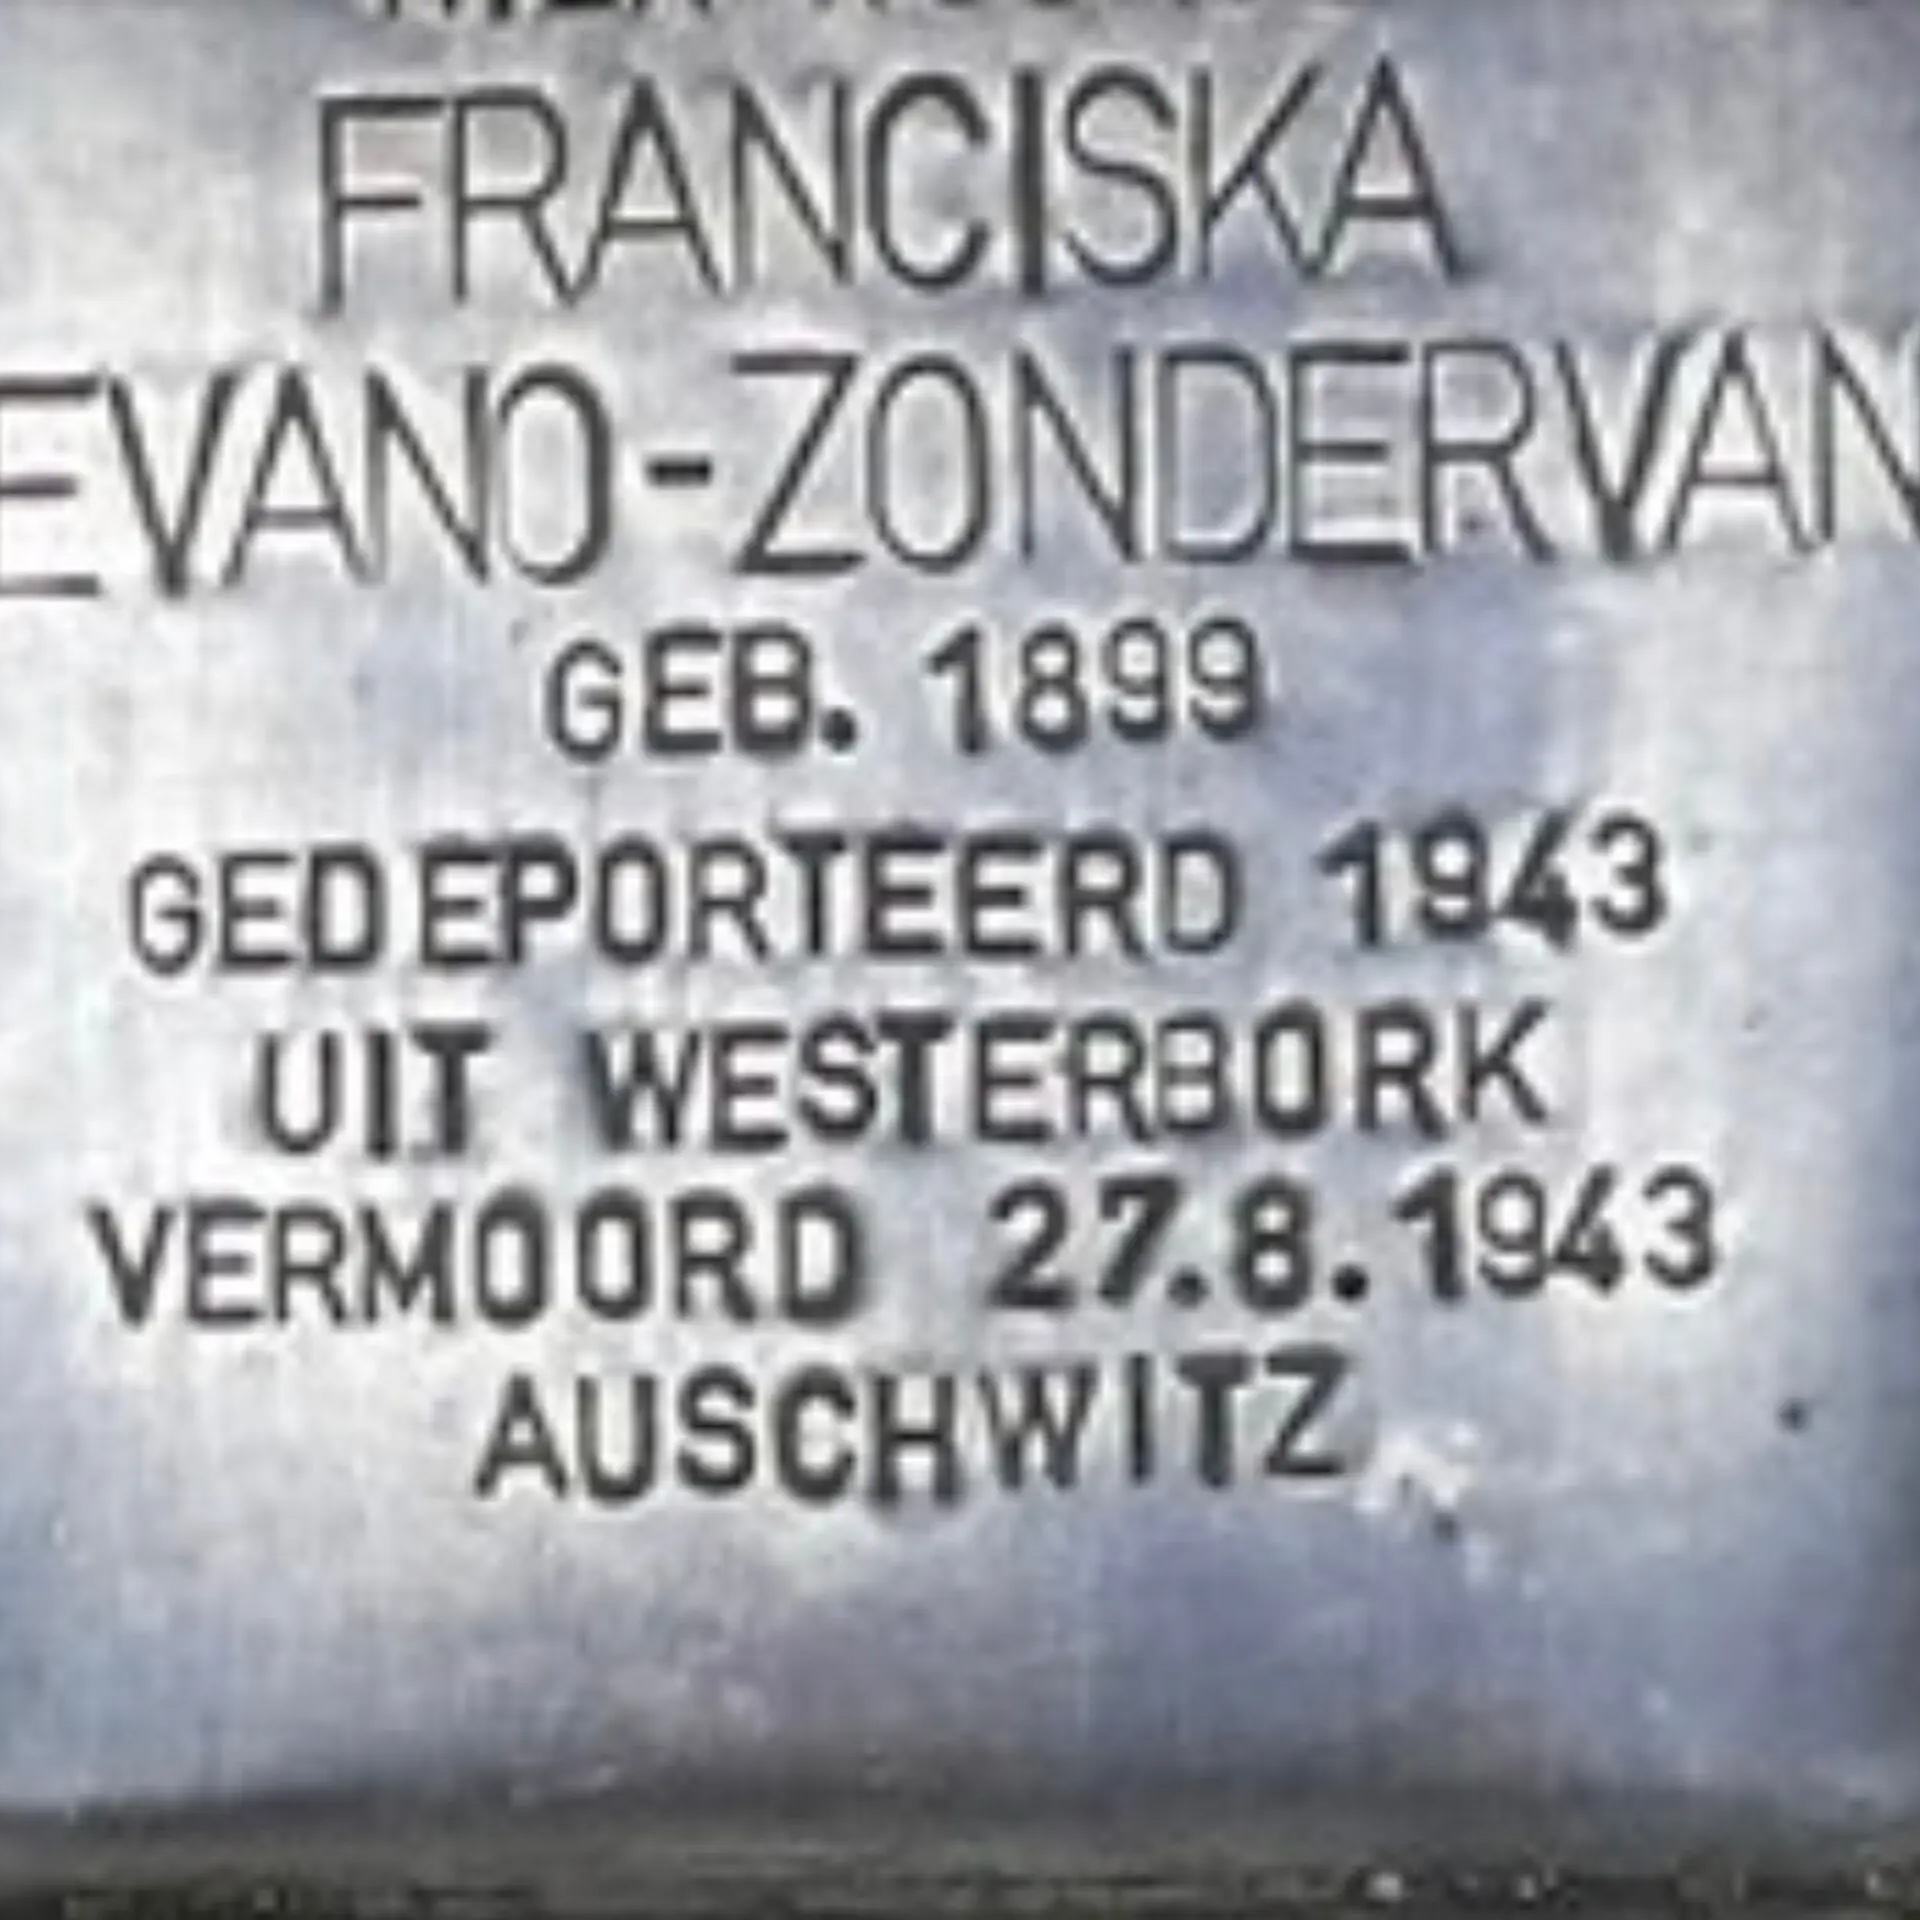 FRANCISKA
EVANO-ZONDERVAN
GEB. 1899
GEDEPORTEERD 1943
UIT WESTERBORK
VERMOORD 27.8.1943
AUSCHWITZ